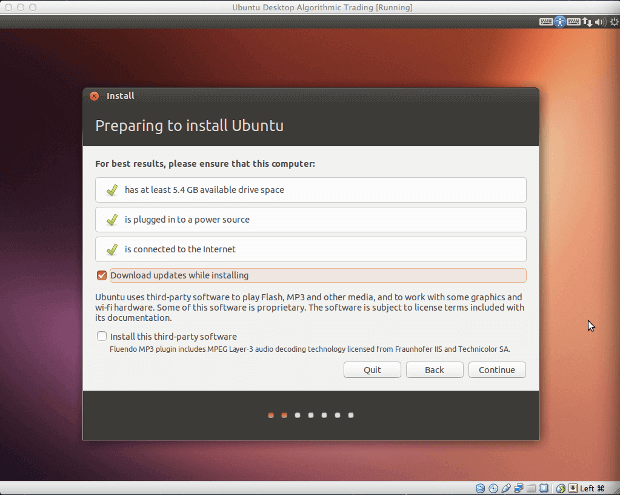 Ubuntu Desktop Algorithmic Trading [Running]
Install
Preparing to install Ubuntu
For best results, please ensure that this computer:
has at least 5.4 GB available drive space
is plugged in to a power source
is connected to the Internet
Download updates while installing
Ubuntu uses third-party software to play Flash, MP3 and other media, and to work with some graphics and
wi-fi hardware. Some of this software is proprietary. The software is subject to license terms included with
its documentation.
Install this third-party software
Fluendo MP3 plugin includes MPEG Layer-3 audio decoding technology licensed from Fraunhofer IIS and Technicolor SA.
Quit Back Continue
Left ⌘